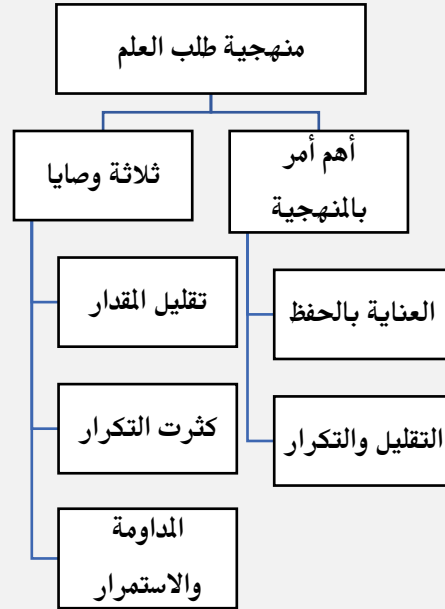 منهجية طلب العلم
أهم أمر
بالمنهجية
العناية بالحفظ
التقليل والتكرار
ثلاثة وصايا
تقليل المقدار
كثرت التكرار
المداومة
والاستمرار